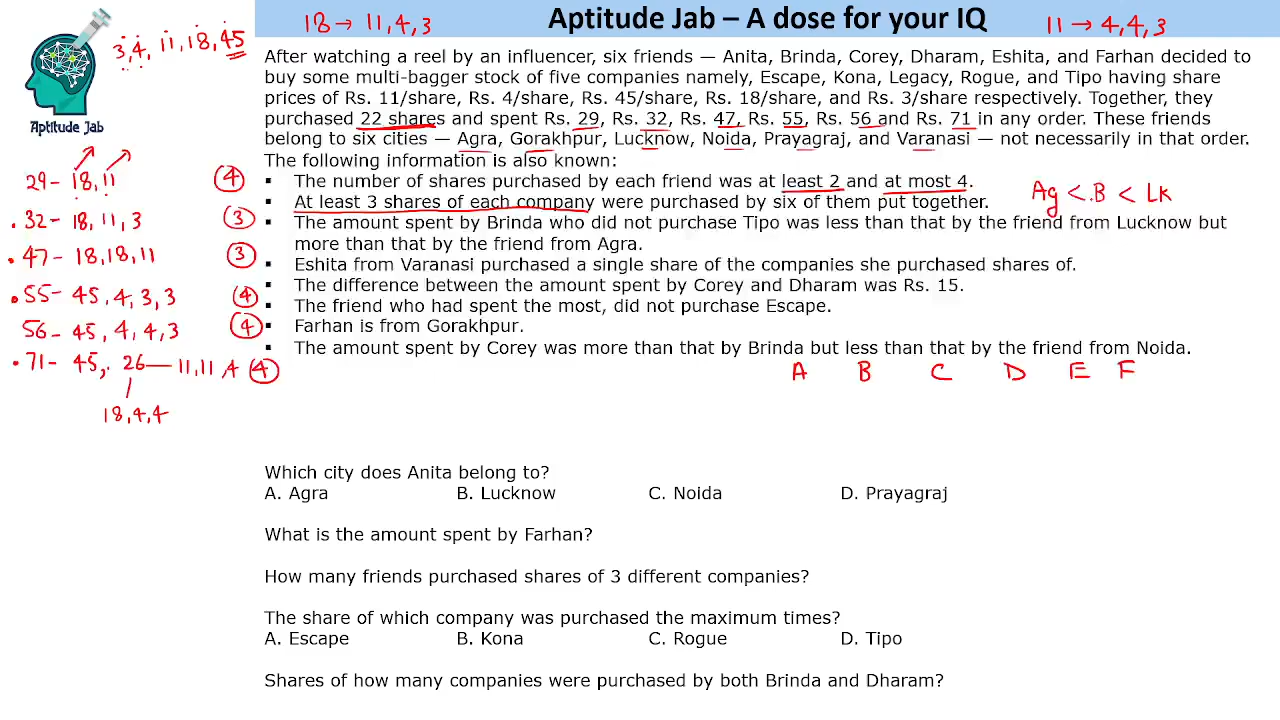 18 → 11, 4, 3
Aptitude Jab – A dose for your IQ
11 → 4, 4, 3
3, 4, 11, 18, 45
Aptitude Jab
After watching a reel by an influencer, six friends — Anita, Brinda, Corey, Dharam, Eshita, and Farhan decided to
buy some multi-bagger stock of five companies namely, Escape, Kona, Legacy, Rogue, and Tipo having share
prices of Rs. 11/share, Rs. 4/share, Rs. 45/share, Rs. 18/share, and Rs. 3/share respectively. Together, they
purchased 22 shares and spent Rs. 29, Rs. 32, Rs. 47, Rs. 55, Rs. 56 and Rs. 71 in any order. These friends
belong to six cities — Agra, Gorakhpur, Lucknow, Noida, Prayagraj, and Varanasi — not necessarily in that order.
The following information is also known:
▪ The number of shares purchased by each friend was at least 2 and at most 4.
▪ At least 3 shares of each company were purchased by six of them put together.
▪ The amount spent by Brinda who did not purchase Tipo was less than that by the friend from Lucknow but
more than that by the friend from Agra.
▪ Eshita from Varanasi purchased a single share of the companies she purchased shares of.
▪ The difference between the amount spent by Corey and Dharam was Rs. 15.
▪ The friend who had spent the most, did not purchase Escape.
▪ Farhan is from Gorakhpur.
▪ The amount spent by Corey was more than that by Brinda but less than that by the friend from Noida.
Ag < B < Lk
29 - 18, 11 (4)
32 - 18, 11, 3 (3)
47 - 18, 18, 11 (3)
55 - 45, 4, 3, 3 (4)
56 - 45, 4, 4, 3 (4)
71 - 45, 26 — 11, 11, 4 (4)
18, 4, 4
A B C D E F
Which city does Anita belong to?
A. Agra B. Lucknow C. Noida D. Prayagraj
What is the amount spent by Farhan?
How many friends purchased shares of 3 different companies?
The share of which company was purchased the maximum times?
A. Escape B. Kona C. Rogue D. Tipo
Shares of how many companies were purchased by both Brinda and Dharam?